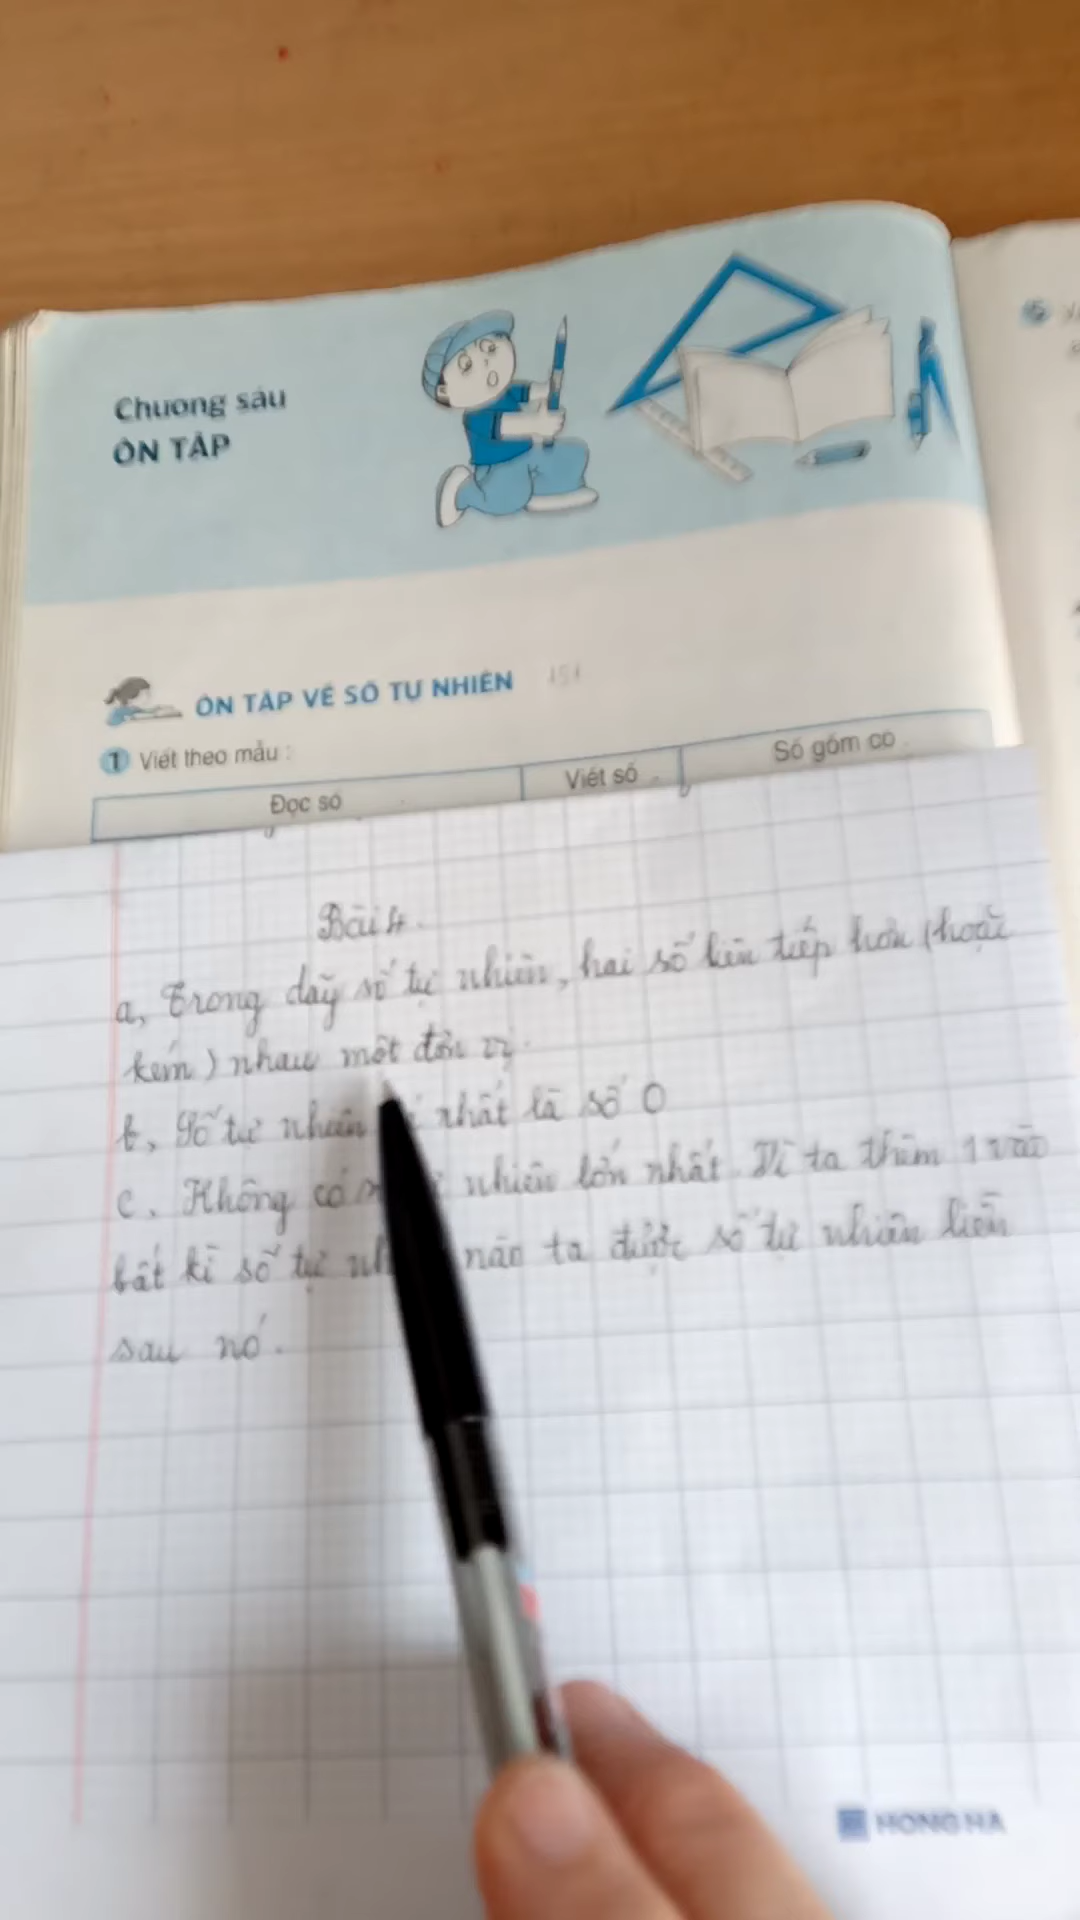 Chương sáu
ÔN TẬP
ÔN TẬP VỀ SỐ TỰ NHIÊN
1 Viết theo mẫu :
Đọc số
Viết số
Số gồm có
Bài 4.
a, Trong dãy số tự nhiên, hai số liên tiếp hơn (hoặc
kém) nhau một đơn vị.
b, Số tự nhiên nhất là số 0
c, Không có nhiên lớn nhất. Vì ta thêm 1 vào
bất kì số tự nào ta được số tự nhiên liền
sau nó.
HONG HA